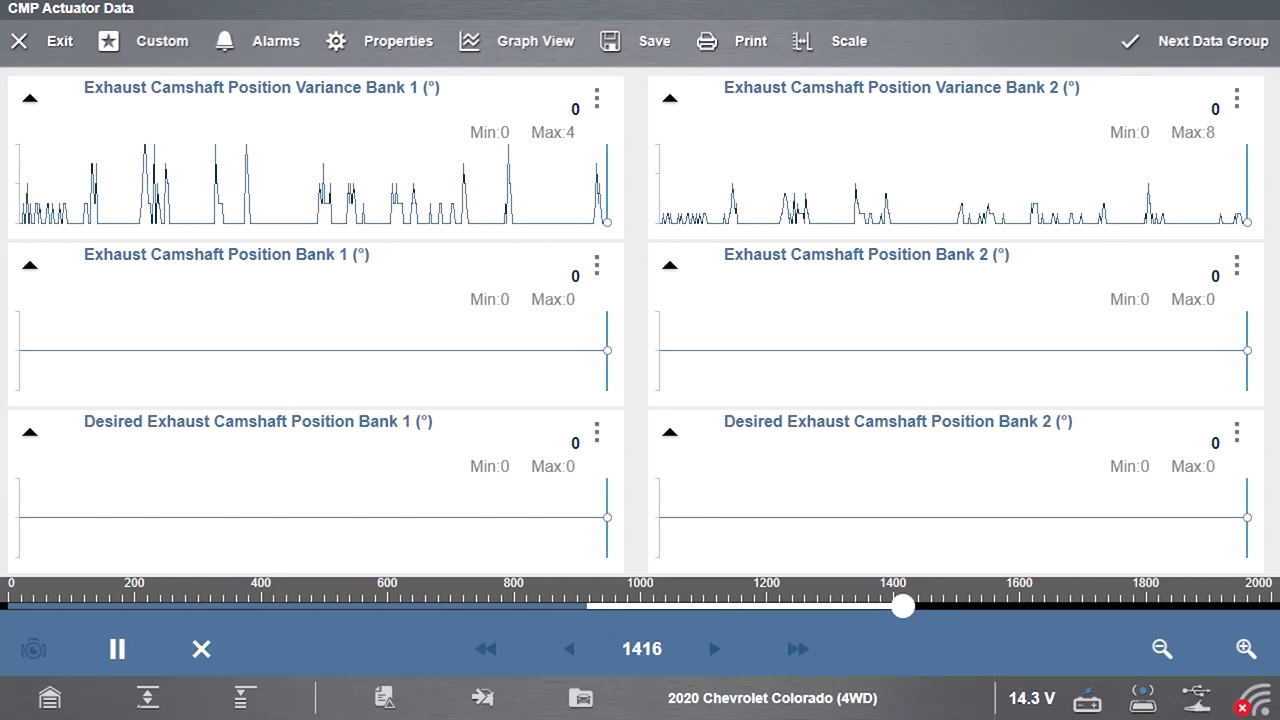 CMP Actuator Data
Exit Custom Alarms Properties Graph View Save Print Scale Next Data Group
Exhaust Camshaft Position Variance Bank 1 (°)
0
Min:0 Max:4
Exhaust Camshaft Position Variance Bank 2 (°)
0
Min:0 Max:8
Exhaust Camshaft Position Bank 1 (°)
0
Min:0 Max:0
Exhaust Camshaft Position Bank 2 (°)
0
Min:0 Max:0
Desired Exhaust Camshaft Position Bank 1 (°)
0
Min:0 Max:0
Desired Exhaust Camshaft Position Bank 2 (°)
0
Min:0 Max:0
0 200 400 600 800 1000 1200 1400 1600 1800 2000
1416
2020 Chevrolet Colorado (4WD) 14.3 V